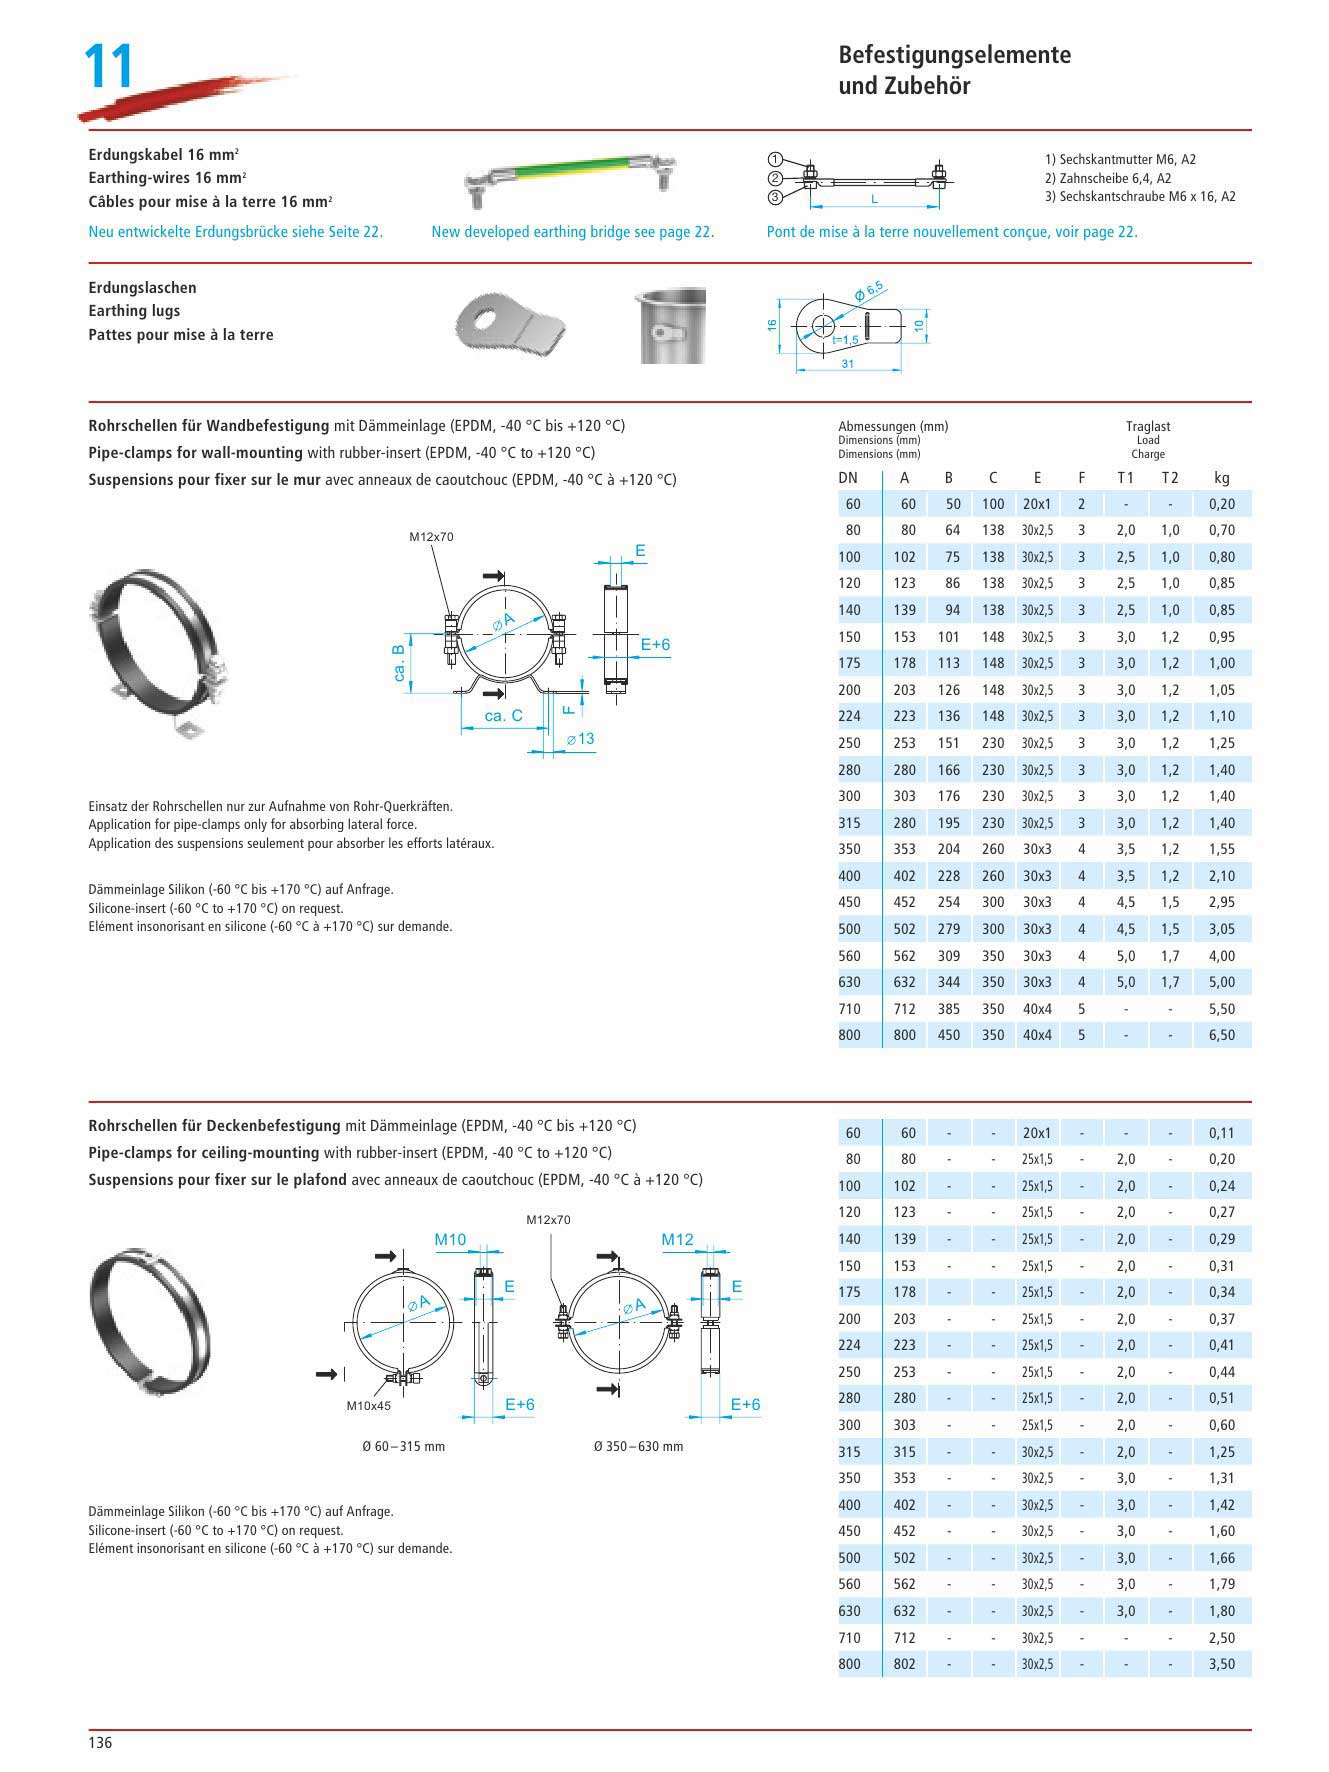 11
Befestigungselemente
und Zubehör
Erdungskabel 16 mm²
Earthing-wires 16 mm²
Câbles pour mise à la terre 16 mm²
1
2
3
L
1) Sechskantmutter M6, A2
2) Zahnscheibe 6,4, A2
3) Sechskantschraube M6 x 16, A2
Neu entwickelte Erdungsbrücke siehe Seite 22.
New developed earthing bridge see page 22.
Pont de mise à la terre nouvellement conçue, voir page 22.
Erdungslaschen
Earthing lugs
Pattes pour mise à la terre
Ø 6,5
16
10
t=1,5
31
Rohrschellen für Wandbefestigung mit Dämmeinlage (EPDM, -40 °C bis +120 °C)
Pipe-clamps for wall-mounting with rubber-insert (EPDM, -40 °C to +120 °C)
Suspensions pour fixer sur le mur avec anneaux de caoutchouc (EPDM, -40 °C à +120 °C)
M12x70
E
⌀A
E+6
ca. B
ca. C
F
⌀13
Einsatz der Rohrschellen nur zur Aufnahme von Rohr-Querkräften.
Application for pipe-clamps only for absorbing lateral force.
Application des suspensions seulement pour absorber les efforts latéraux.
Dämmeinlage Silikon (-60 °C bis +170 °C) auf Anfrage.
Silicone-insert (-60 °C to +170 °C) on request.
Elément insonorisant en silicone (-60 °C à +170 °C) sur demande.
Abmessungen (mm) Traglast
Dimensions (mm) Load
Dimensions (mm) Charge
DN A B C E F T1 T2 kg
60 60 50 100 20x1 2 - - 0,20
80 80 64 138 30x2,5 3 2,0 1,0 0,70
100 102 75 138 30x2,5 3 2,5 1,0 0,80
120 123 86 138 30x2,5 3 2,5 1,0 0,85
140 139 94 138 30x2,5 3 2,5 1,0 0,85
150 153 101 148 30x2,5 3 3,0 1,2 0,95
175 178 113 148 30x2,5 3 3,0 1,2 1,00
200 203 126 148 30x2,5 3 3,0 1,2 1,05
224 223 136 148 30x2,5 3 3,0 1,2 1,10
250 253 151 230 30x2,5 3 3,0 1,2 1,25
280 280 166 230 30x2,5 3 3,0 1,2 1,40
300 303 176 230 30x2,5 3 3,0 1,2 1,40
315 280 195 230 30x2,5 3 3,0 1,2 1,40
350 353 204 260 30x3 4 3,5 1,2 1,55
400 402 228 260 30x3 4 3,5 1,2 2,10
450 452 254 300 30x3 4 4,5 1,5 2,95
500 502 279 300 30x3 4 4,5 1,5 3,05
560 562 309 350 30x3 4 5,0 1,7 4,00
630 632 344 350 30x3 4 5,0 1,7 5,00
710 712 385 350 40x4 5 - - 5,50
800 800 450 350 40x4 5 - - 6,50
Rohrschellen für Deckenbefestigung mit Dämmeinlage (EPDM, -40 °C bis +120 °C)
Pipe-clamps for ceiling-mounting with rubber-insert (EPDM, -40 °C to +120 °C)
Suspensions pour fixer sur le plafond avec anneaux de caoutchouc (EPDM, -40 °C à +120 °C)
M12x70
M10
M12
E
E
⌀A
⌀A
M10x45
E+6
E+6
Ø 60–315 mm
Ø 350–630 mm
Dämmeinlage Silikon (-60 °C bis +170 °C) auf Anfrage.
Silicone-insert (-60 °C to +170 °C) on request.
Elément insonorisant en silicone (-60 °C à +170 °C) sur demande.
60 60 - - 20x1 - - - 0,11
80 80 - - 25x1,5 - 2,0 - 0,20
100 102 - - 25x1,5 - 2,0 - 0,24
120 123 - - 25x1,5 - 2,0 - 0,27
140 139 - - 25x1,5 - 2,0 - 0,29
150 153 - - 25x1,5 - 2,0 - 0,31
175 178 - - 25x1,5 - 2,0 - 0,34
200 203 - - 25x1,5 - 2,0 - 0,37
224 223 - - 25x1,5 - 2,0 - 0,41
250 253 - - 25x1,5 - 2,0 - 0,44
280 280 - - 25x1,5 - 2,0 - 0,51
300 303 - - 25x1,5 - 2,0 - 0,60
315 315 - - 30x2,5 - 2,0 - 1,25
350 353 - - 30x2,5 - 3,0 - 1,31
400 402 - - 30x2,5 - 3,0 - 1,42
450 452 - - 30x2,5 - 3,0 - 1,60
500 502 - - 30x2,5 - 3,0 - 1,66
560 562 - - 30x2,5 - 3,0 - 1,79
630 632 - - 30x2,5 - 3,0 - 1,80
710 712 - - 30x2,5 - - - 2,50
800 802 - - 30x2,5 - - - 3,50
136